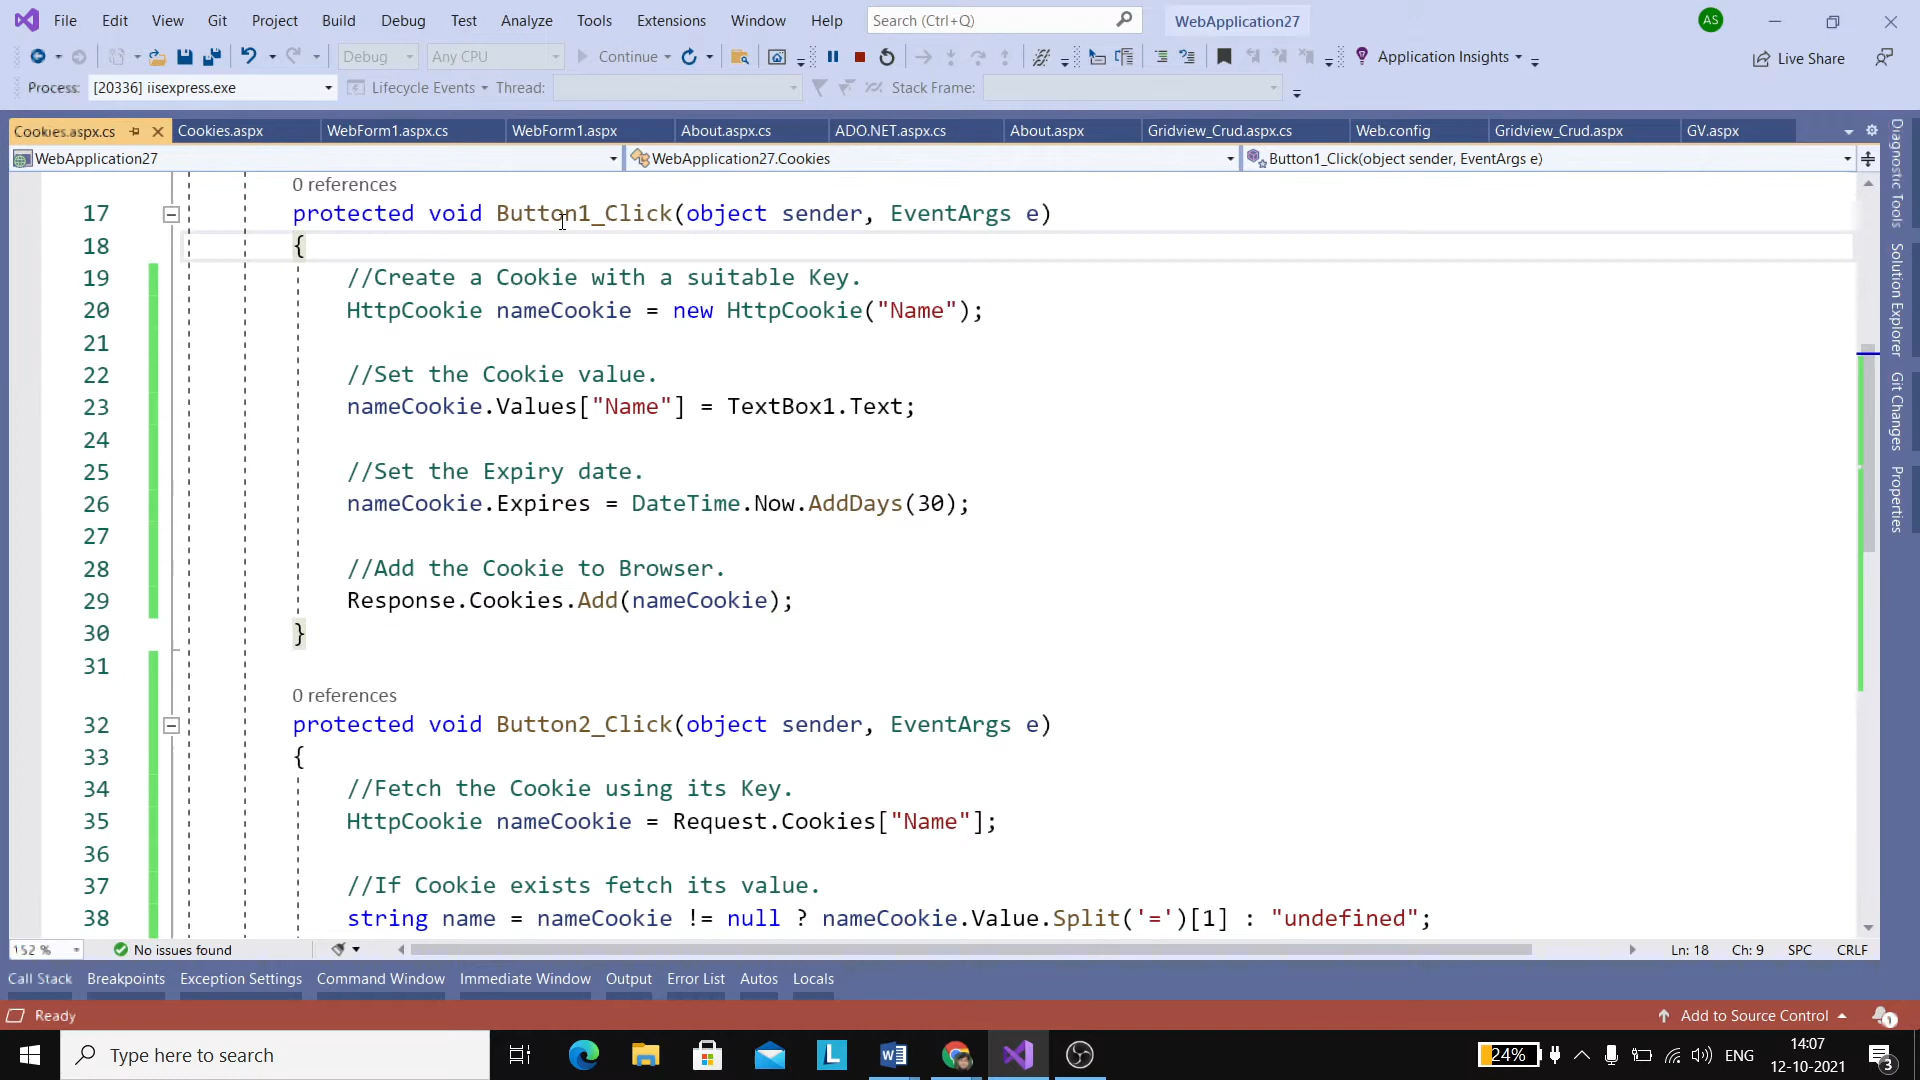 File Edit View Git Project Build Debug Test Analyze Tools Extensions Window Help Search (Ctrl+Q) WebApplication27 AS
Debug Any CPU Continue Application Insights Live Share
Process: [20336] iisexpress.exe Lifecycle Events Thread: Stack Frame:
Cookies.aspx.cs Cookies.aspx WebForm1.aspx.cs WebForm1.aspx About.aspx.cs ADO.NET.aspx.cs About.aspx Gridview_Crud.aspx.cs Web.config Gridview_Crud.aspx GV.aspx
WebApplication27 WebApplication27.Cookies Button1_Click(object sender, EventArgs e)
0 references
17 protected void Button1_Click(object sender, EventArgs e)
18 {
19 //Create a Cookie with a suitable Key.
20 HttpCookie nameCookie = new HttpCookie("Name");
21
22 //Set the Cookie value.
23 nameCookie.Values["Name"] = TextBox1.Text;
24
25 //Set the Expiry date.
26 nameCookie.Expires = DateTime.Now.AddDays(30);
27
28 //Add the Cookie to Browser.
29 Response.Cookies.Add(nameCookie);
30 }
31
0 references
32 protected void Button2_Click(object sender, EventArgs e)
33 {
34 //Fetch the Cookie using its Key.
35 HttpCookie nameCookie = Request.Cookies["Name"];
36
37 //If Cookie exists fetch its value.
38 string name = nameCookie != null ? nameCookie.Value.Split('=')[1] : "undefined";
Diagnostic Tools
Solution Explorer
Git Changes
Properties
152 % No issues found Ln: 18 Ch: 9 SPC CRLF
Call Stack Breakpoints Exception Settings Command Window Immediate Window Output Error List Autos Locals
Ready Add to Source Control 1
Type here to search L 24% ENG 14:07
12-10-2021 3